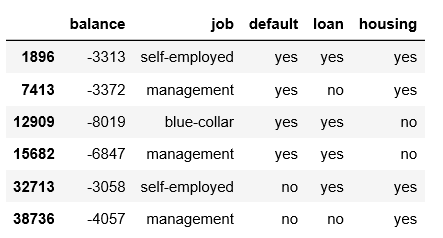 balance job default loan housing
1896 -3313 self-employed yes yes yes
7413 -3372 management yes no yes
12909 -8019 blue-collar yes yes no
15682 -6847 management yes yes no
32713 -3058 self-employed no yes yes
38736 -4057 management no no yes